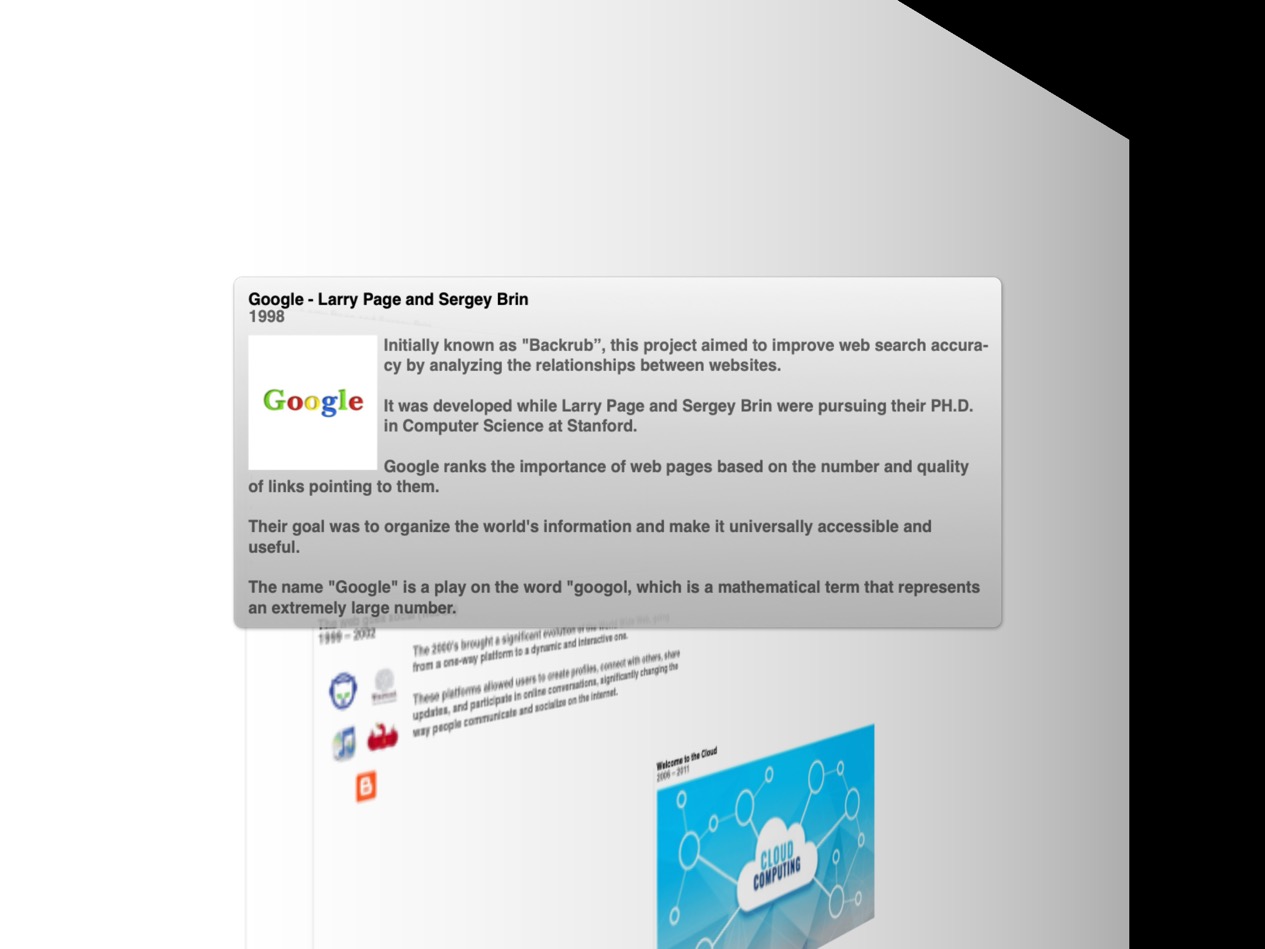 Google - Larry Page and Sergey Brin
1998
Google
Initially known as "Backrub”, this project aimed to improve web search accura-
cy by analyzing the relationships between websites.
It was developed while Larry Page and Sergey Brin were pursuing their PH.D.
in Computer Science at Stanford.
Google ranks the importance of web pages based on the number and quality
of links pointing to them.
Their goal was to organize the world's information and make it universally accessible and
useful.
The name "Google" is a play on the word "googol, which is a mathematical term that represents
an extremely large number.
1999 – 2002
The 2000's brought a significant evolution of the
from a one-way platform to a dynamic and interactive one.
These platforms allowed users to create profiles, connect with others, share
updates, and participate in online conversations, significantly changing the
way people communicate and socialize on the internet.
Welcome to the Cloud
2006 – 2011
CLOUD
COMPUTING